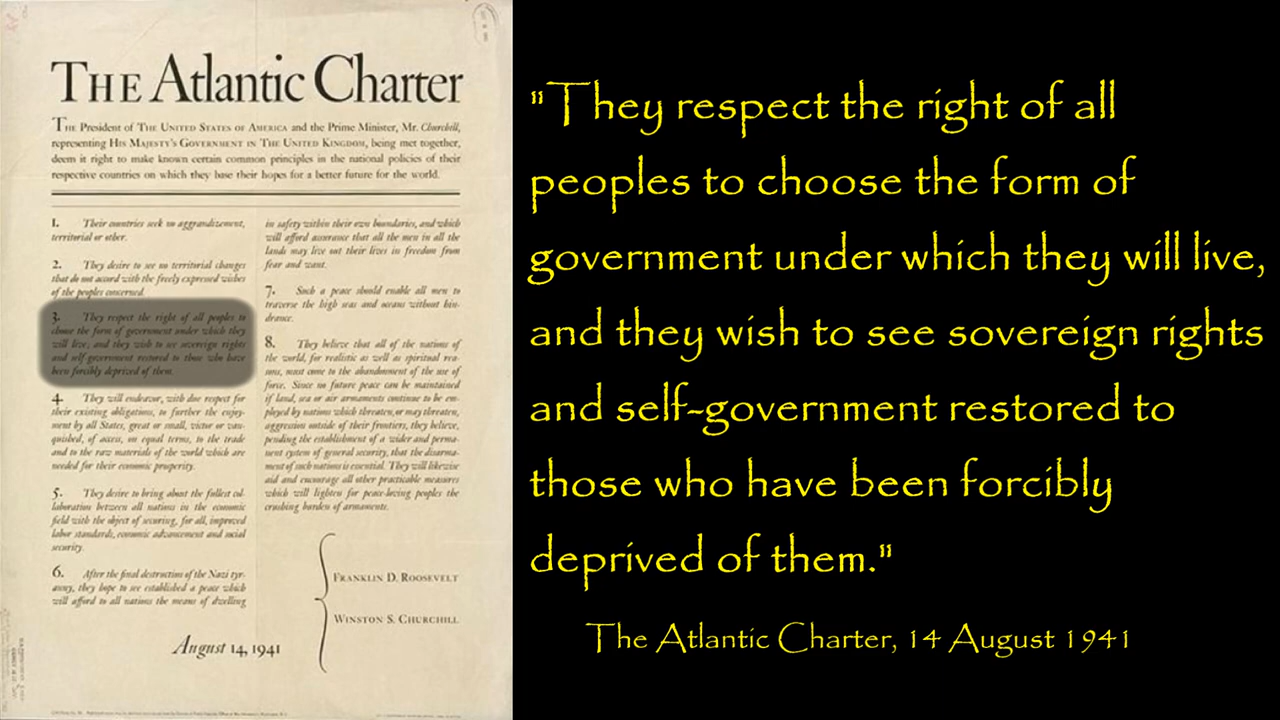 THE Atlantic Charter
THE President of THE UNITED STATES OF AMERICA and the Prime Minister, Mr. Churchill,
representing HIS MAJESTY'S GOVERNMENT IN THE UNITED KINGDOM, being met together,
deem it right to make known certain common principles in the national policies of their
respective countries on which they base their hopes for a better future for the world.
1. Their countries seek no aggrandizement,
territorial or other.
2. They desire to see no territorial changes
that do not accord with the freely expressed wishes
of the peoples concerned.
3. They respect the right of all peoples to
choose the form of government under which they
will live; and they wish to see sovereign rights
and self-government restored to those who have
been forcibly deprived of them.
4. They will endeavor, with due respect for
their existing obligations, to further the enjoy-
ment by all States, great or small, victor or van-
quished, of access, on equal terms, to the trade
and to the raw materials of the world which are
needed for their economic prosperity.
5. They desire to bring about the fullest col-
laboration between all nations in the economic
field with the object of securing, for all, improved
labor standards, economic advancement and social
security.
6. After the final destruction of the Nazi tyr-
anny, they hope to see established a peace which
will afford to all nations the means of dwelling
in safety within their own boundaries, and which
will afford assurance that all the men in all the
lands may live out their lives in freedom from
fear and want.
7. Such a peace should enable all men to
traverse the high seas and oceans without hin-
drance.
8. They believe that all of the nations of
the world, for realistic as well as spiritual rea-
sons, must come to the abandonment of the use of
force. Since no future peace can be maintained
if land, sea or air armaments continue to be em-
ployed by nations which threaten, or may threaten,
aggression outside of their frontiers, they believe,
pending the establishment of a wider and perma-
nent system of general security, that the disarma-
ment of such nations is essential. They will likewise
aid and encourage all other practicable measures
which will lighten for peace-loving peoples the
crushing burden of armaments.
FRANKLIN D. ROOSEVELT
WINSTON S. CHURCHILL
August 14, 1941
"They respect the right of all
peoples to choose the form of
government under which they will live,
and they wish to see sovereign rights
and self-government restored to
those who have been forcibly
deprived of them."
The Atlantic Charter, 14 August 1941